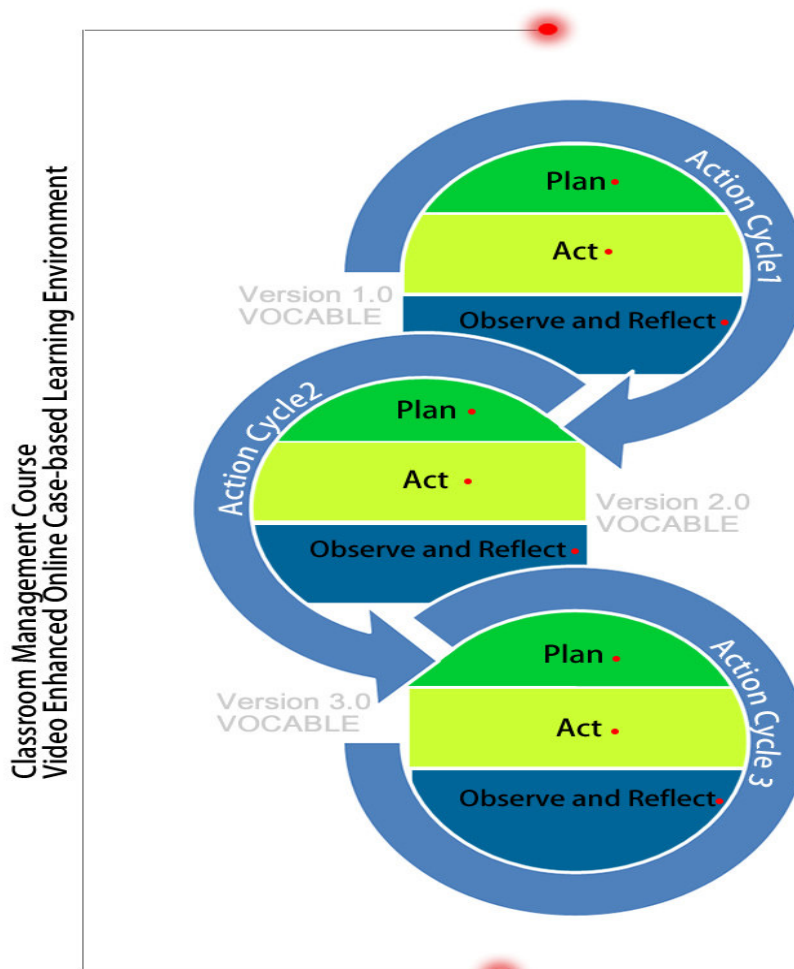 Classroom Management Course
Video Enhanced Online Case-based Learning Environment
Action Cycle1
Plan
Act
Observe and Reflect
Version 1.0
VOCABLE
Action Cycle2
Plan
Act
Observe and Reflect
Version 2.0
VOCABLE
Action Cycle 3
Plan
Act
Observe and Reflect
Version 3.0
VOCABLE